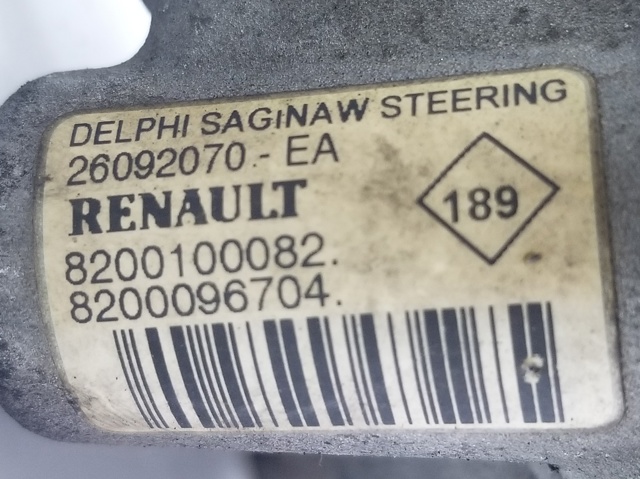 DELPHI SAGiNAW STEERING
26092070.- EA
RENAULT
189
8200100082.
8200096704.